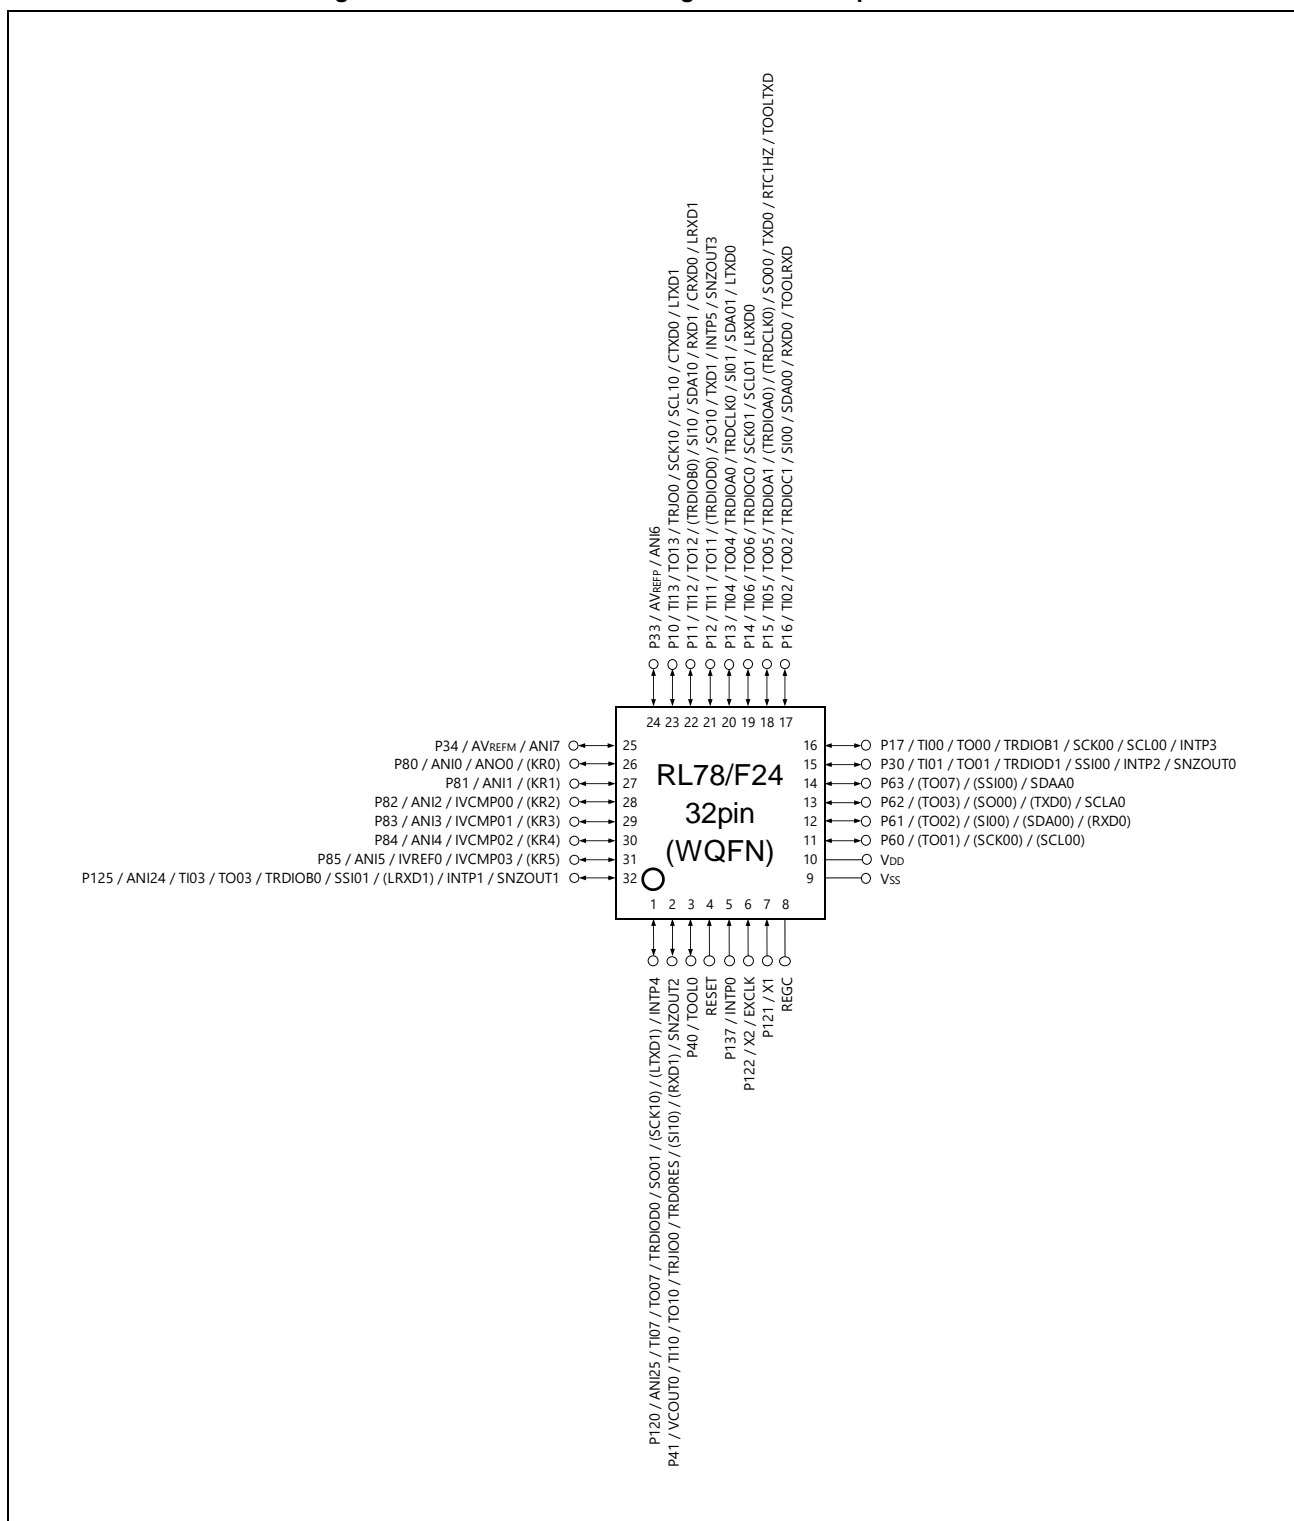 P33 / AVREFP / ANI6
P10 / TI13 / TO13 / TRJO0 / SCK10 / SCL10 / CTXD0 / LTXD1
P11 / TI12 / TO12 / (TRDIOB0) / SI10 / SDA10 / RXD1 / CRXD0 / LRXD1
P12 / TI11 / TO11 / (TRDIOD0) / SO10 / TXD1 / INTP5 / SNZOUT3
P13 / TI04 / TO04 / TRDIOA0 / TRDCLK0 / SI01 / SDA01 / LTXD0
P14 / TI06 / TO06 / TRDIOC0 / SCK01 / SCL01 / LRXD0
P15 / TI05 / TO05 / TRDIOA1 / (TRDIOA0) / (TRDCLK0) / SO00 / TXD0 / RTC1HZ / TOOLTXD
P16 / TI02 / TO02 / TRDIOC1 / SI00 / SDA00 / RXD0 / TOOLRXD
24 23 22 21 20 19 18 17
P34 / AVREFM / ANI7 25
P80 / ANI0 / ANO0 / (KR0) 26
P81 / ANI1 / (KR1) 27
P82 / ANI2 / IVCMP00 / (KR2) 28
P83 / ANI3 / IVCMP01 / (KR3) 29
P84 / ANI4 / IVCMP02 / (KR4) 30
P85 / ANI5 / IVREF0 / IVCMP03 / (KR5) 31
P125 / ANI24 / TI03 / TO03 / TRDIOB0 / SSI01 / (LRXD1) / INTP1 / SNZOUT1 32
RL78/F24
32pin
(WQFN)
16 P17 / TI00 / TO00 / TRDIOB1 / SCK00 / SCL00 / INTP3
15 P30 / TI01 / TO01 / TRDIOD1 / SSI00 / INTP2 / SNZOUT0
14 P63 / (TO07) / (SSI00) / SDAA0
13 P62 / (TO03) / (SO00) / (TXD0) / SCLA0
12 P61 / (TO02) / (SI00) / (SDA00) / (RXD0)
11 P60 / (TO01) / (SCK00) / (SCL00)
10 VDD
9 VSS
1 2 3 4 5 6 7 8
P120 / ANI25 / TI07 / TO07 / TRDIOD0 / SO01 / (SCK10) / (LTXD1) / INTP4
P41 / VCOUT0 / TI10 / TO10 / TRJIO0 / TRD0RES / (SI10) / (RXD1) / SNZOUT2
P40 / TOOL0
RESET
P137 / INTP0
P122 / X2 / EXCLK
P121 / X1
REGC